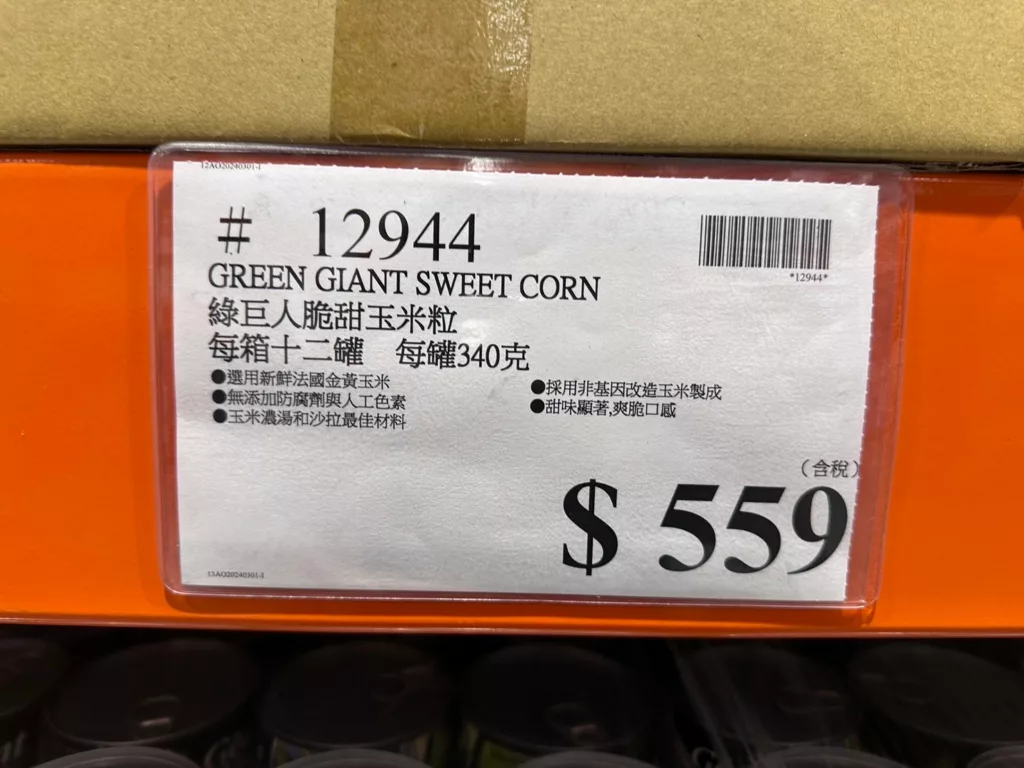 12AO20240301-1
# 12944
*12944*
GREEN GIANT SWEET CORN
綠巨人脆甜玉米粒
每箱十二罐 每罐340克
●選用新鮮法國金黃玉米
●無添加防腐劑與人工色素
●玉米濃湯和沙拉最佳材料
●採用非基因改造玉米製成
●甜味顯著,爽脆口感
(含稅)
$ 559
13AO20240301-1